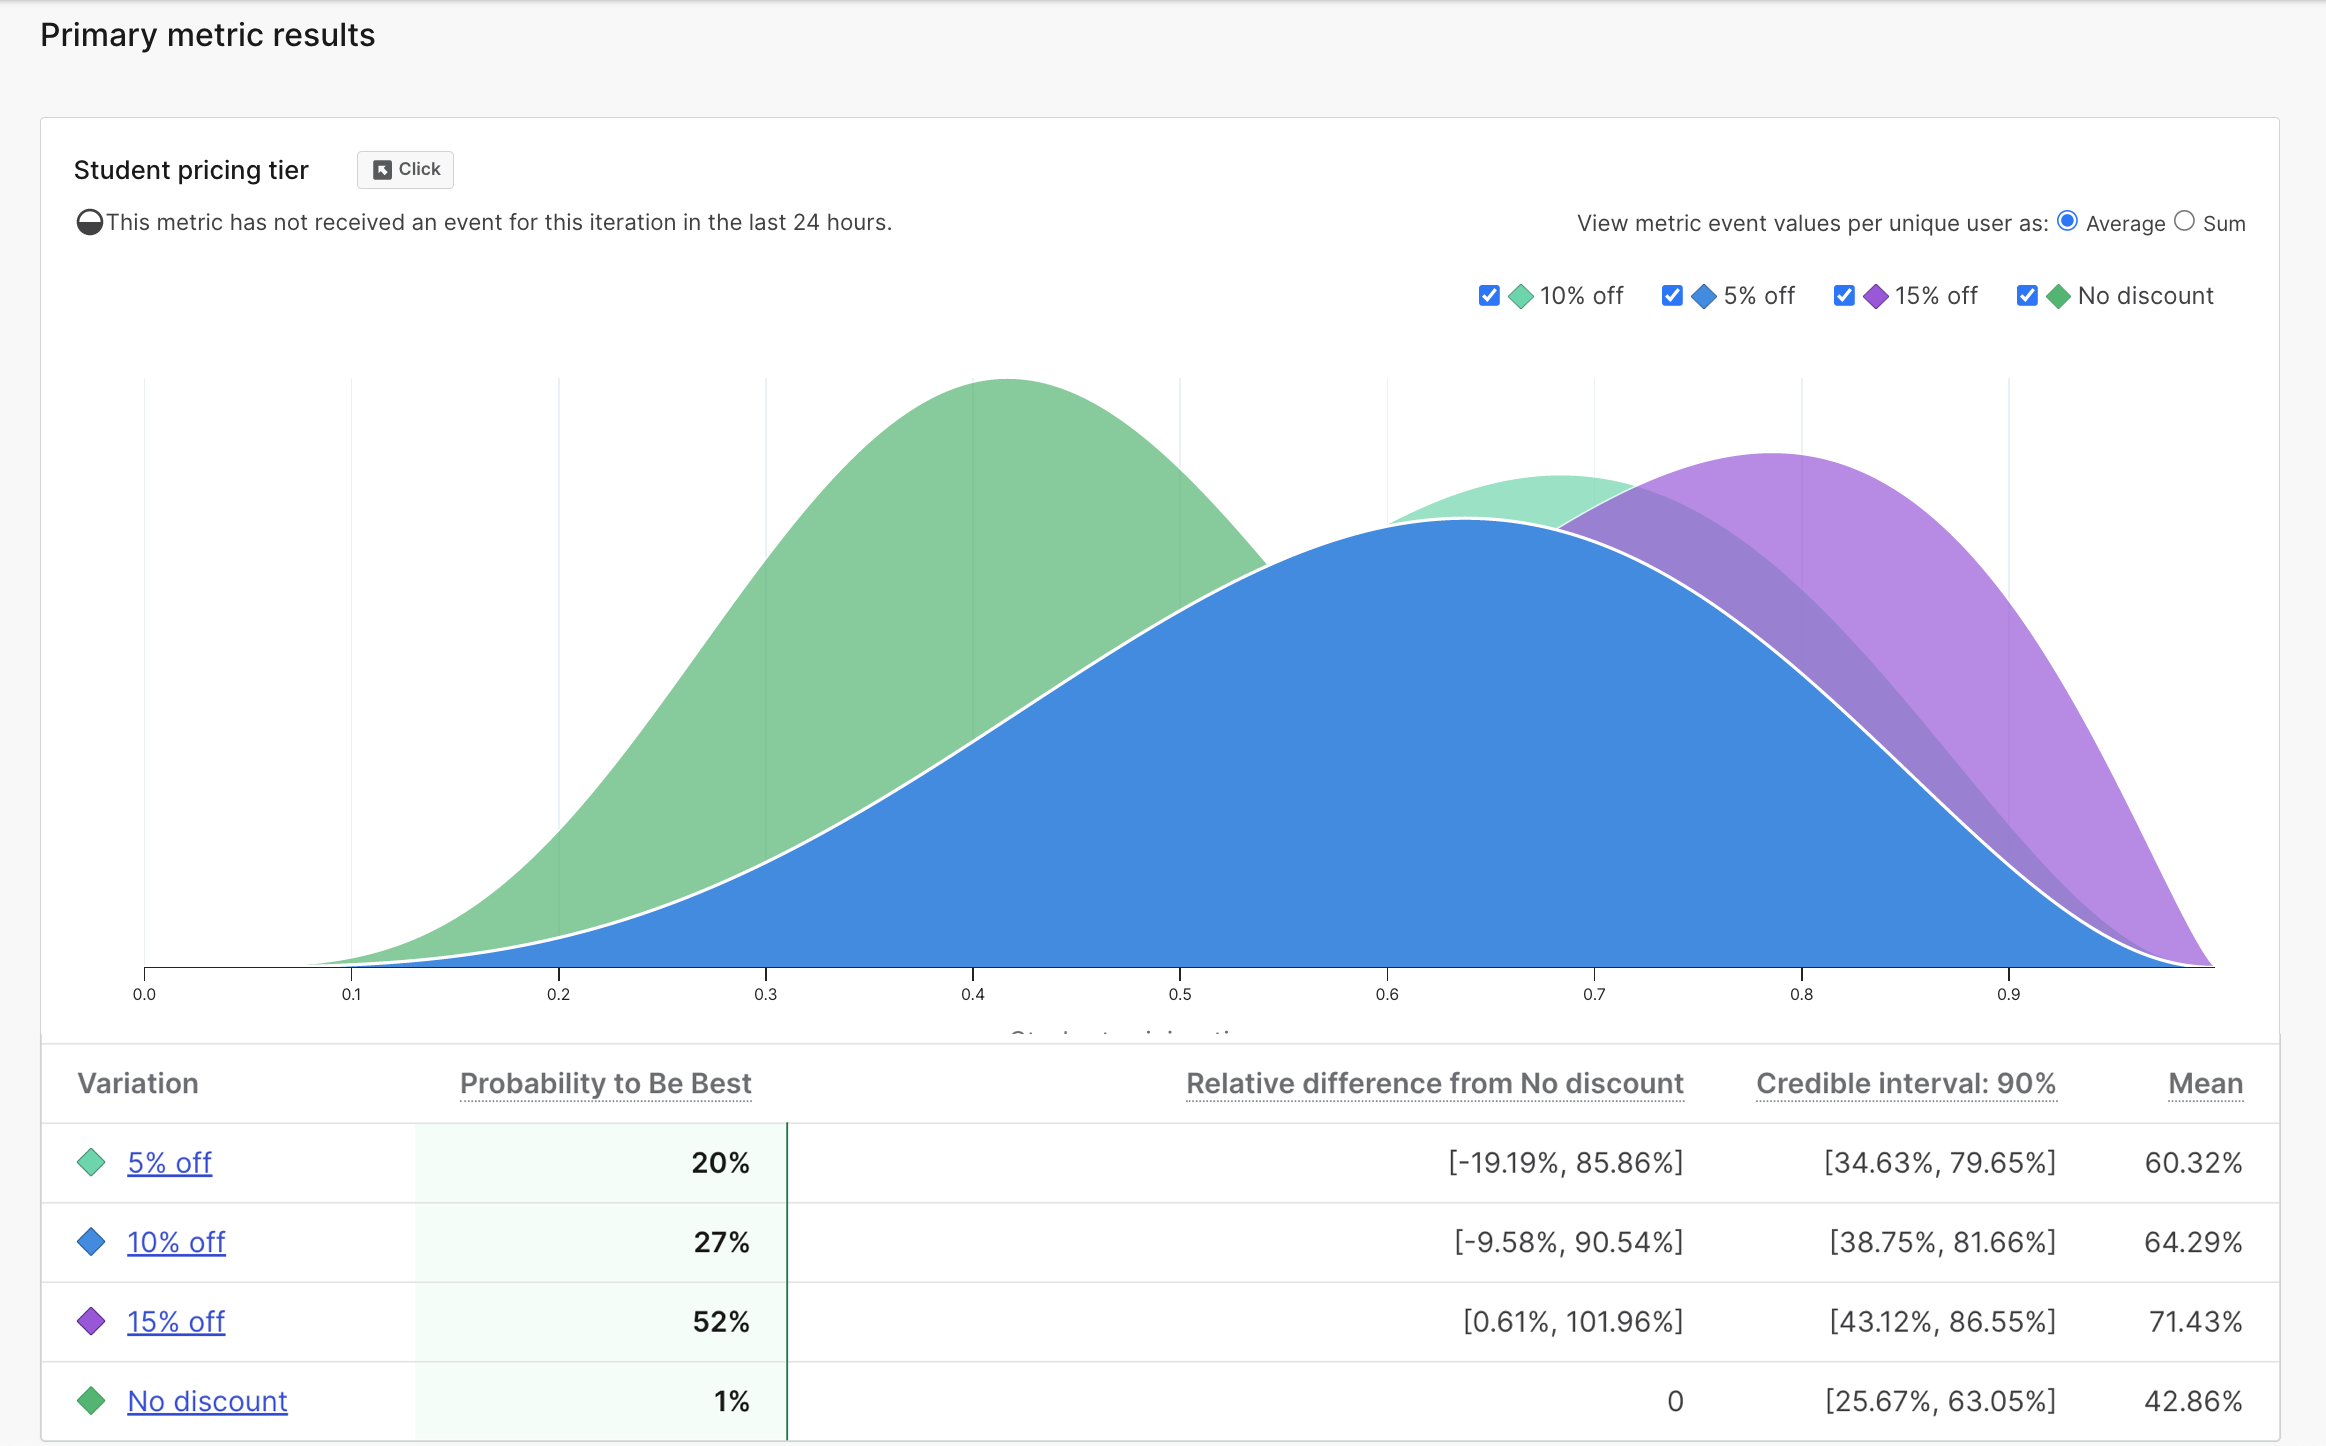 Primary metric results
Student pricing tier
Click
This metric has not received an event for this iteration in the last 24 hours.
View metric event values per unique user as: Average Sum
10% off 5% off 15% off No discount
0.0 0.1 0.2 0.3 0.4 0.5 0.6 0.7 0.8 0.9
Variation Probability to Be Best Relative difference from No discount Credible interval: 90% Mean
5% off 20% [-19.19%, 85.86%] [34.63%, 79.65%] 60.32%
10% off 27% [-9.58%, 90.54%] [38.75%, 81.66%] 64.29%
15% off 52% [0.61%, 101.96%] [43.12%, 86.55%] 71.43%
No discount 1% 0 [25.67%, 63.05%] 42.86%